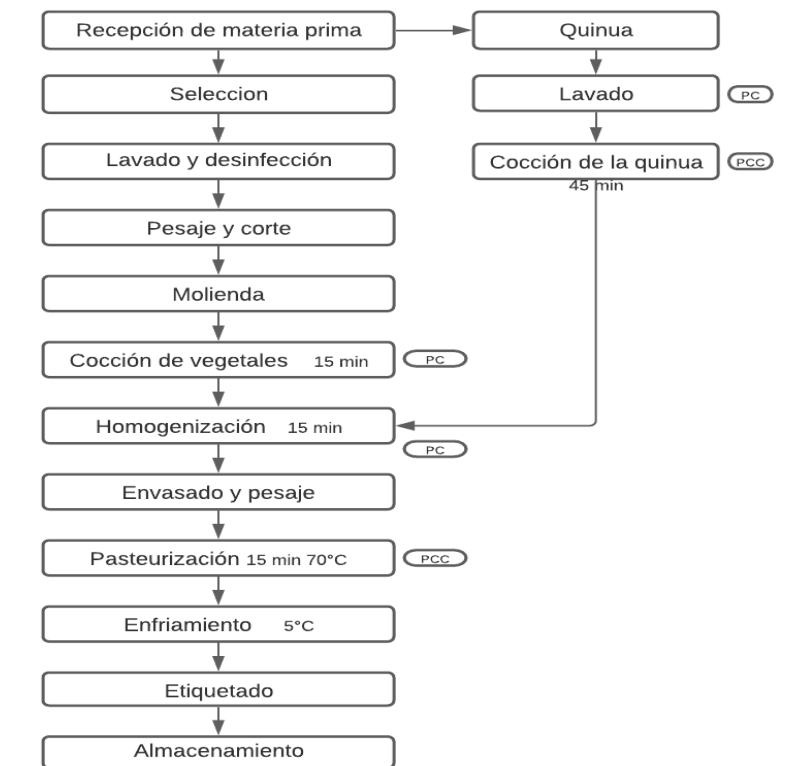 Recepción de materia prima
Quinua
Seleccion
Lavado
PC
Lavado y desinfección
Cocción de la quinua
PCC
45 min
Pesaje y corte
Molienda
Cocción de vegetales 15 min
PC
Homogenización 15 min
PC
Envasado y pesaje
Pasteurización 15 min 70°C
PCC
Enfriamiento 5°C
Etiquetado
Almacenamiento